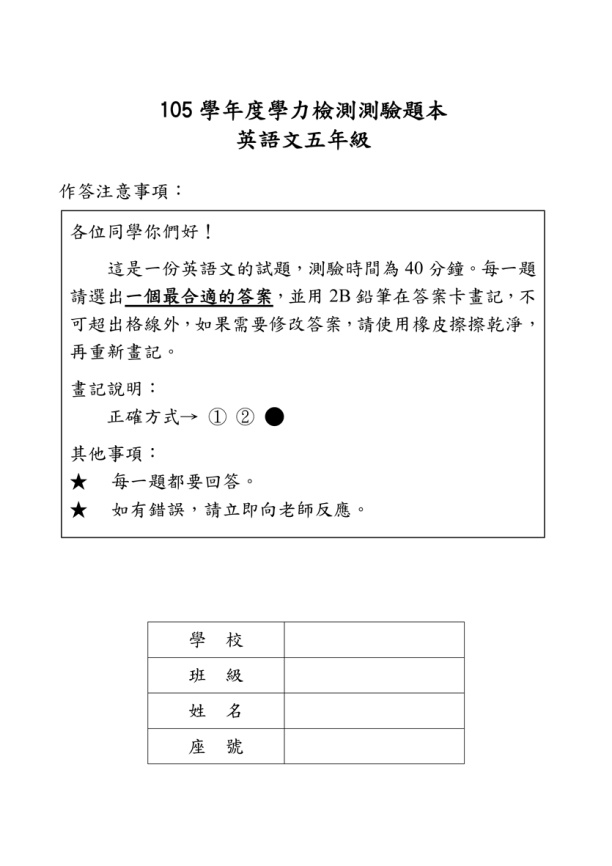 105 學年度學力檢測測驗題本
英語文五年級
作答注意事項：
各位同學你們好！
這是一份英語文的試題，測驗時間為 40 分鐘。每一題
請選出一個最合適的答案，並用 2B 鉛筆在答案卡畫記，不
可超出格線外，如果需要修改答案，請使用橡皮擦擦乾淨，
再重新畫記。
畫記說明：
正確方式→ ① ② ●
其他事項：
★ 每一題都要回答。
★ 如有錯誤，請立即向老師反應。
學 校
班 級
姓 名
座 號